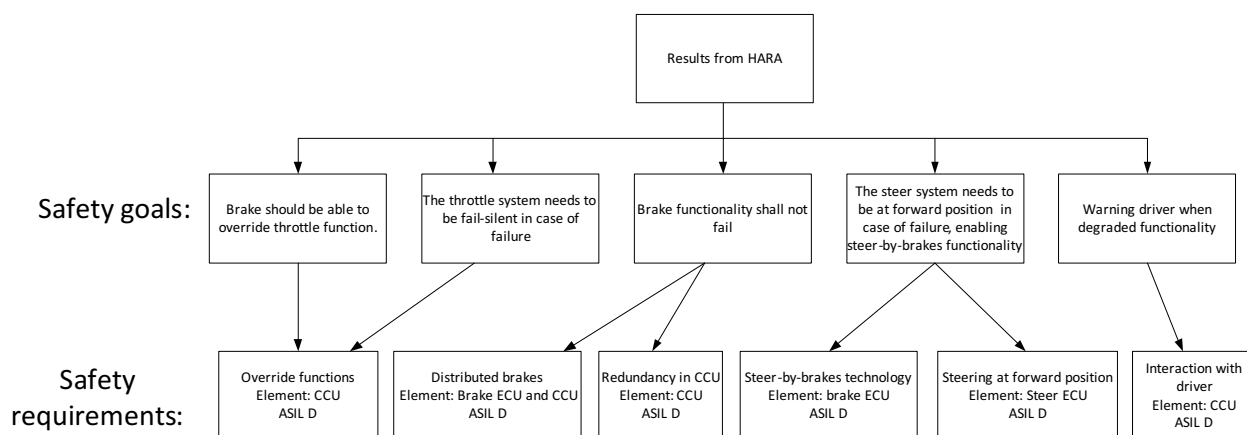 Results from HARA
Safety goals:
Brake should be able to
override throttle function.
The throttle system needs to
be fail-silent in case of
failure
Brake functionality shall not
fail
The steer system needs to
be at forward position in
case of failure, enabling
steer-by-brakes functionality
Warning driver when
degraded functionality
Safety
requirements:
Override functions
Element: CCU
ASIL D
Distributed brakes
Element: Brake ECU and CCU
ASIL D
Redundancy in CCU
Element: CCU
ASIL D
Steer-by-brakes technology
Element: brake ECU
ASIL D
Steering at forward position
Element: Steer ECU
ASIL D
Interaction with
driver
Element: CCU
ASIL D